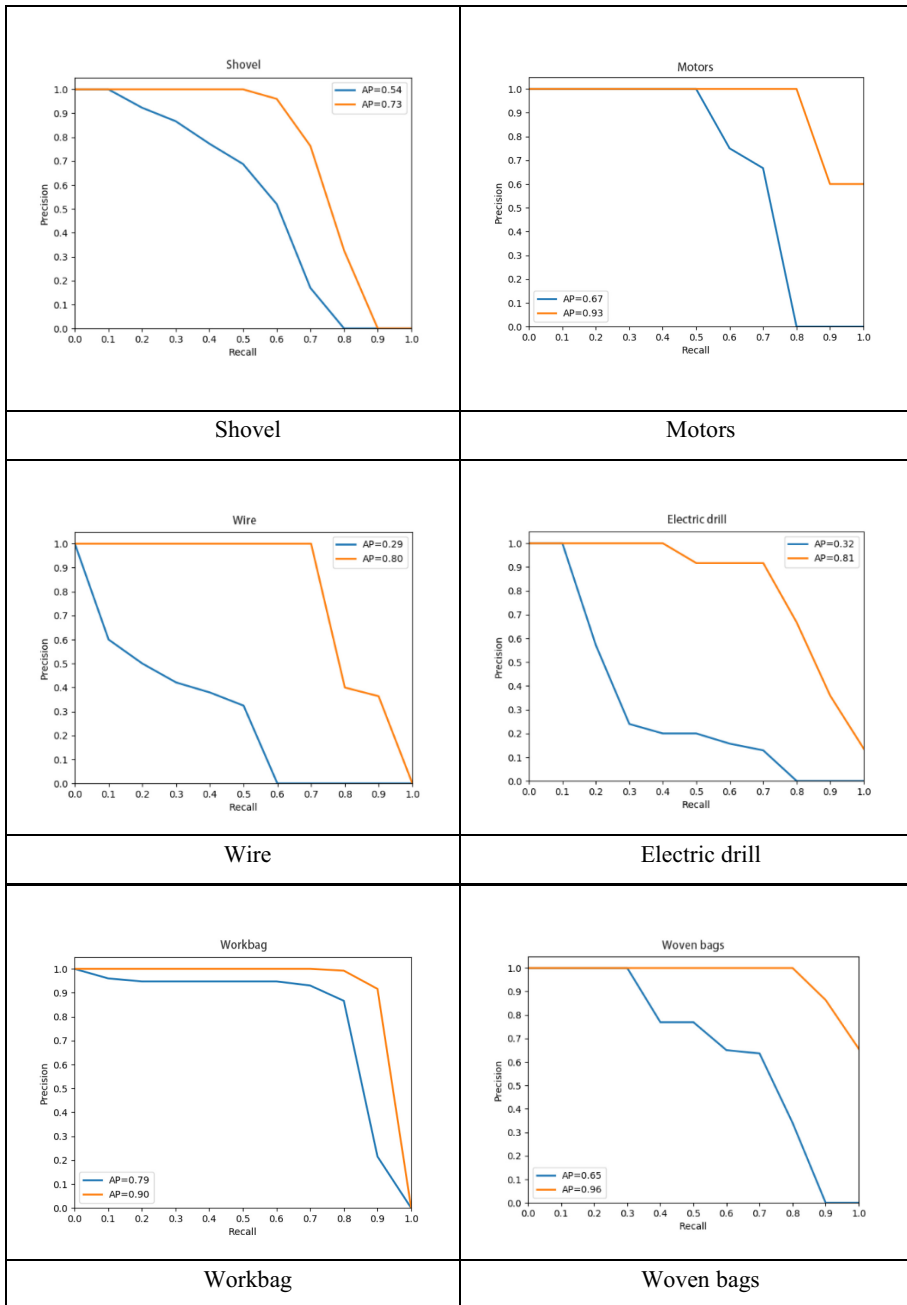 Shovel
AP=0.54
AP=0.73
1.0
0.9
0.8
0.7
0.6
0.5
0.4
0.3
0.2
0.1
0.0
Precision
0.0 0.1 0.2 0.3 0.4 0.5 0.6 0.7 0.8 0.9 1.0
Recall
Shovel
Motors
1.0
0.9
0.8
0.7
0.6
0.5
0.4
0.3
0.2
0.1
0.0
Precision
AP=0.67
AP=0.93
0.0 0.1 0.2 0.3 0.4 0.5 0.6 0.7 0.8 0.9 1.0
Recall
Motors
Wire
AP=0.29
AP=0.80
1.0
0.9
0.8
0.7
0.6
0.5
0.4
0.3
0.2
0.1
0.0
Precision
0.0 0.1 0.2 0.3 0.4 0.5 0.6 0.7 0.8 0.9 1.0
Recall
Wire
Electric drill
AP=0.32
AP=0.81
1.0
0.9
0.8
0.7
0.6
0.5
0.4
0.3
0.2
0.1
0.0
Precision
0.0 0.1 0.2 0.3 0.4 0.5 0.6 0.7 0.8 0.9 1.0
Recall
Electric drill
Workbag
1.0
0.9
0.8
0.7
0.6
0.5
0.4
0.3
0.2
0.1
0.0
Precision
AP=0.79
AP=0.90
0.0 0.1 0.2 0.3 0.4 0.5 0.6 0.7 0.8 0.9 1.0
Recall
Workbag
Woven bags
1.0
0.9
0.8
0.7
0.6
0.5
0.4
0.3
0.2
0.1
0.0
Precision
AP=0.65
AP=0.96
0.0 0.1 0.2 0.3 0.4 0.5 0.6 0.7 0.8 0.9 1.0
Recall
Woven bags